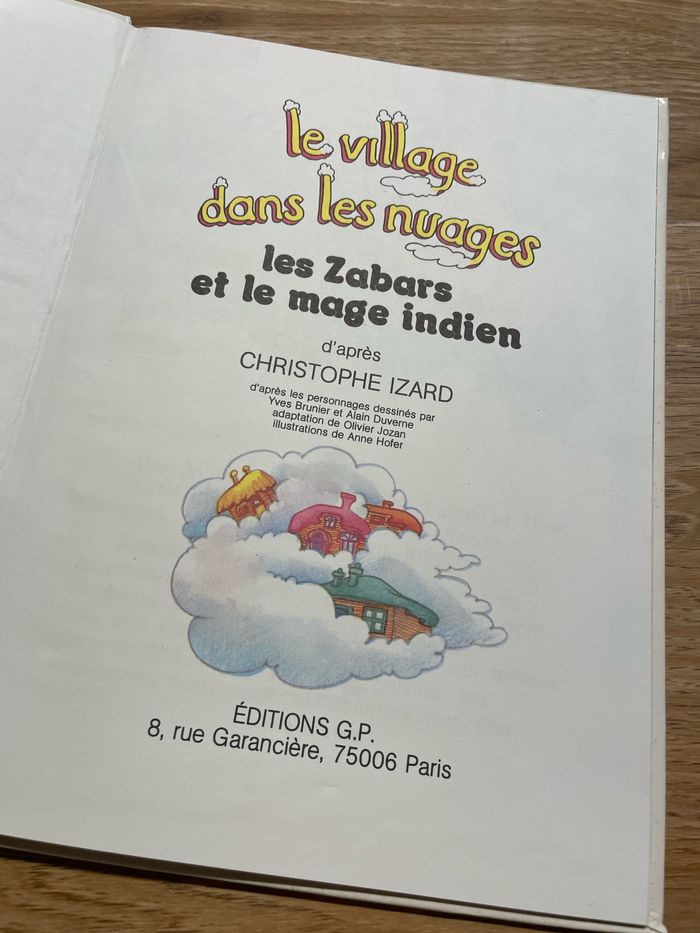 le village
dans les nuages
les Zabars
et le mage indien
d'après
CHRISTOPHE IZARD
d'après les personnages dessinés par
Yves Brunier et Alain Duverne
adaptation de Olivier Jozan
illustrations de Anne Hofer
ÉDITIONS G.P.
8, rue Garancière, 75006 Paris